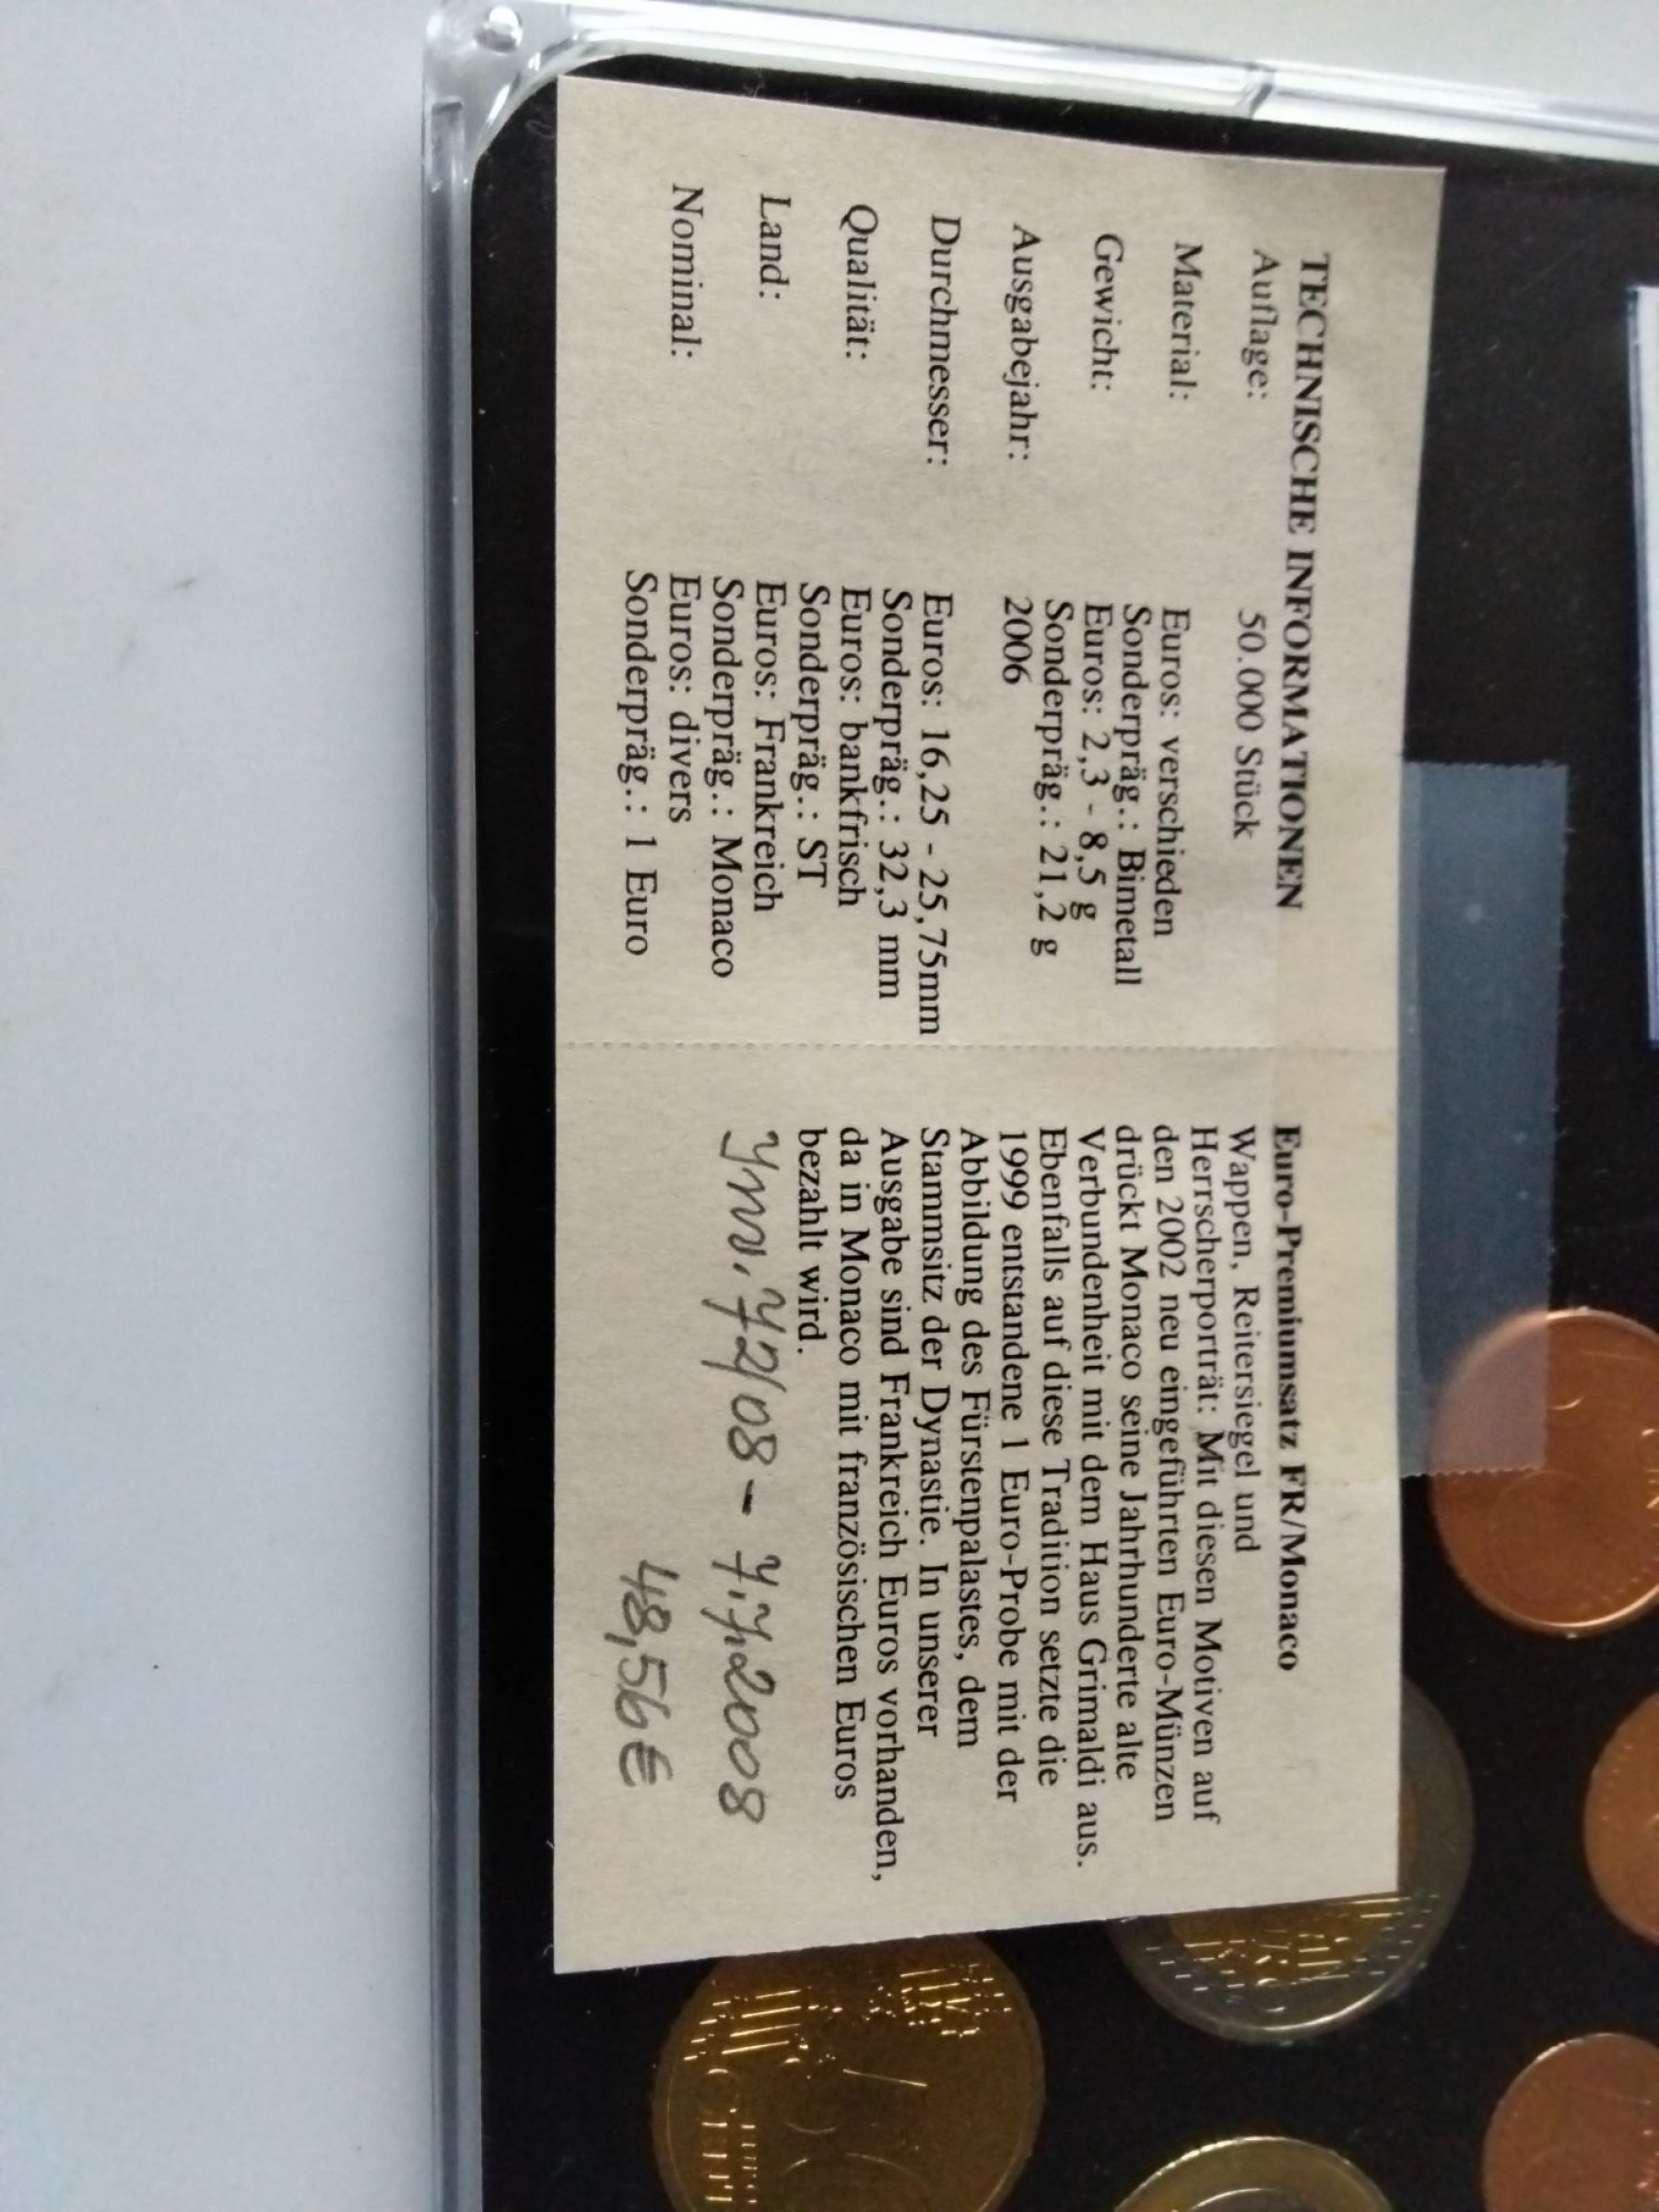 TECHNISCHE INFORMATIONEN
Auflage: 50.000 Stück
Material: Euros: verschieden
Sonderpräg.: Bimetall
Gewicht: Euros: 2,3 - 8,5 g
Sonderpräg.: 21,2 g
Ausgabejahr: 2006
Durchmesser: Euros: 16,25 - 25,75mm
Sonderpräg.: 32,3 mm
Qualität: Euros: bankfrisch
Sonderpräg.: ST
Land: Euros: Frankreich
Sonderpräg.: Monaco
Nominal: Euros: divers
Sonderpräg.: 1 Euro
Euro-Premiumsatz FR/Monaco
Wappen, Reitersiegel und
Herrscherporträt: Mit diesen Motiven auf
den 2002 neu eingeführten Euro-Münzen
drückt Monaco seine Jahrhunderte alte
Verbundenheit mit dem Haus Grimaldi aus.
Ebenfalls auf diese Tradition setzte die
1999 entstandene 1 Euro-Probe mit der
Abbildung des Fürstenpalastes, dem
Stammsitz der Dynastie. In unserer
Ausgabe sind Frankreich Euros vorhanden,
da in Monaco mit französischen Euros
bezahlt wird.
72/08 - 7.7.2008
48,56 €